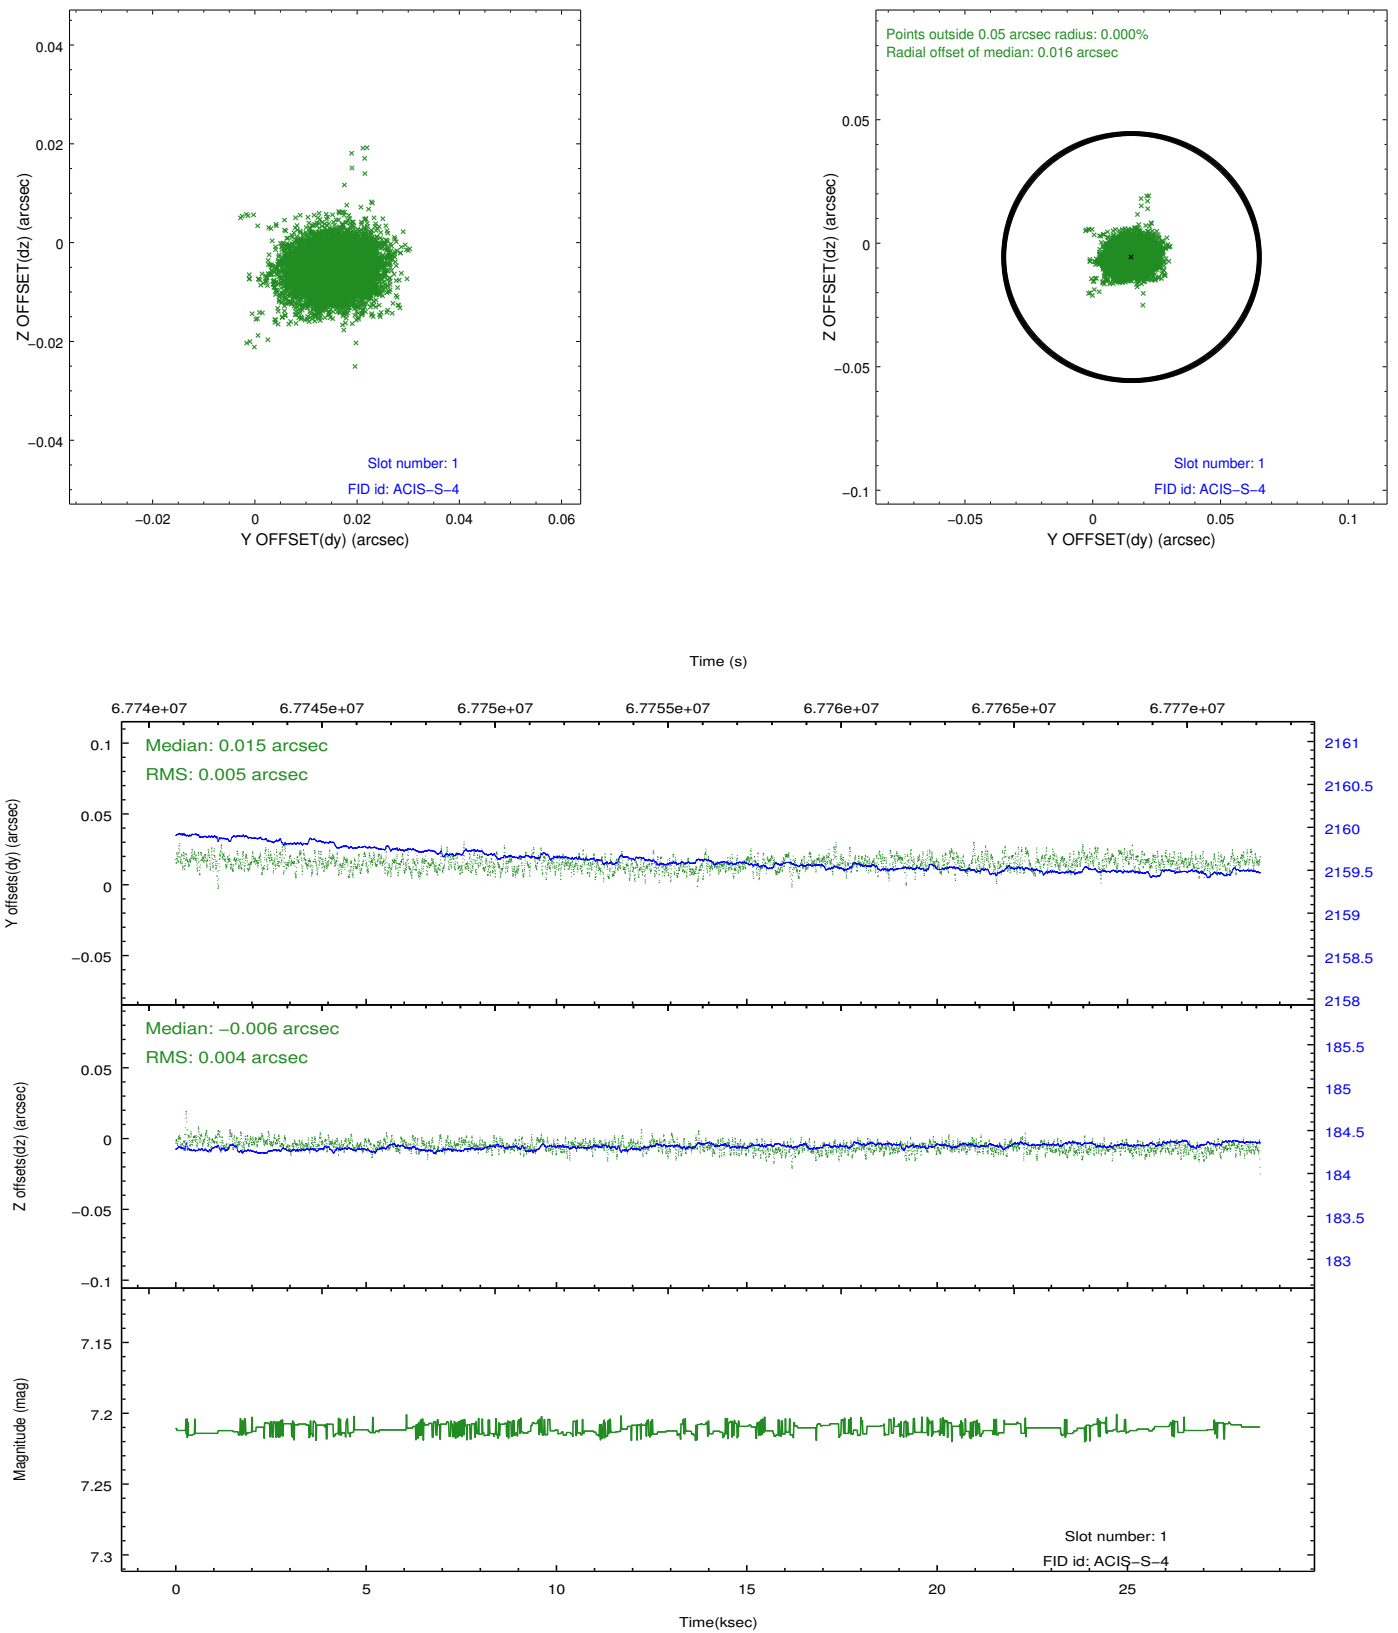 0.04
0.02
0
−0.02
−0.04
Z OFFSET(dz) (arcsec)
Slot number: 1
FID id: ACIS−S−4
−0.02 0 0.02 0.04 0.06
Y OFFSET(dy) (arcsec)
Points outside 0.05 arcsec radius: 0.000%
Radial offset of median: 0.016 arcsec
0.05
0
−0.05
−0.1
Z OFFSET(dz) (arcsec)
Slot number: 1
FID id: ACIS−S−4
−0.05 0 0.05 0.1
Y OFFSET(dy) (arcsec)
Time (s)
6.774e+07 6.7745e+07 6.775e+07 6.7755e+07 6.776e+07 6.7765e+07 6.777e+07
Median: 0.015 arcsec
RMS: 0.005 arcsec
0.1
0.05
0
−0.05
Y offsets(dy) (arcsec)
2161
2160.5
2160
2159.5
2159
2158.5
2158
Median: −0.006 arcsec
RMS: 0.004 arcsec
0.05
0
−0.05
−0.1
Z offsets(dz) (arcsec)
185.5
185
184.5
184
183.5
183
7.15
7.2
7.25
7.3
Magnitude (mag)
Slot number: 1
FID id: ACIS−S−4
0 5 10 15 20 25
Time(ksec)